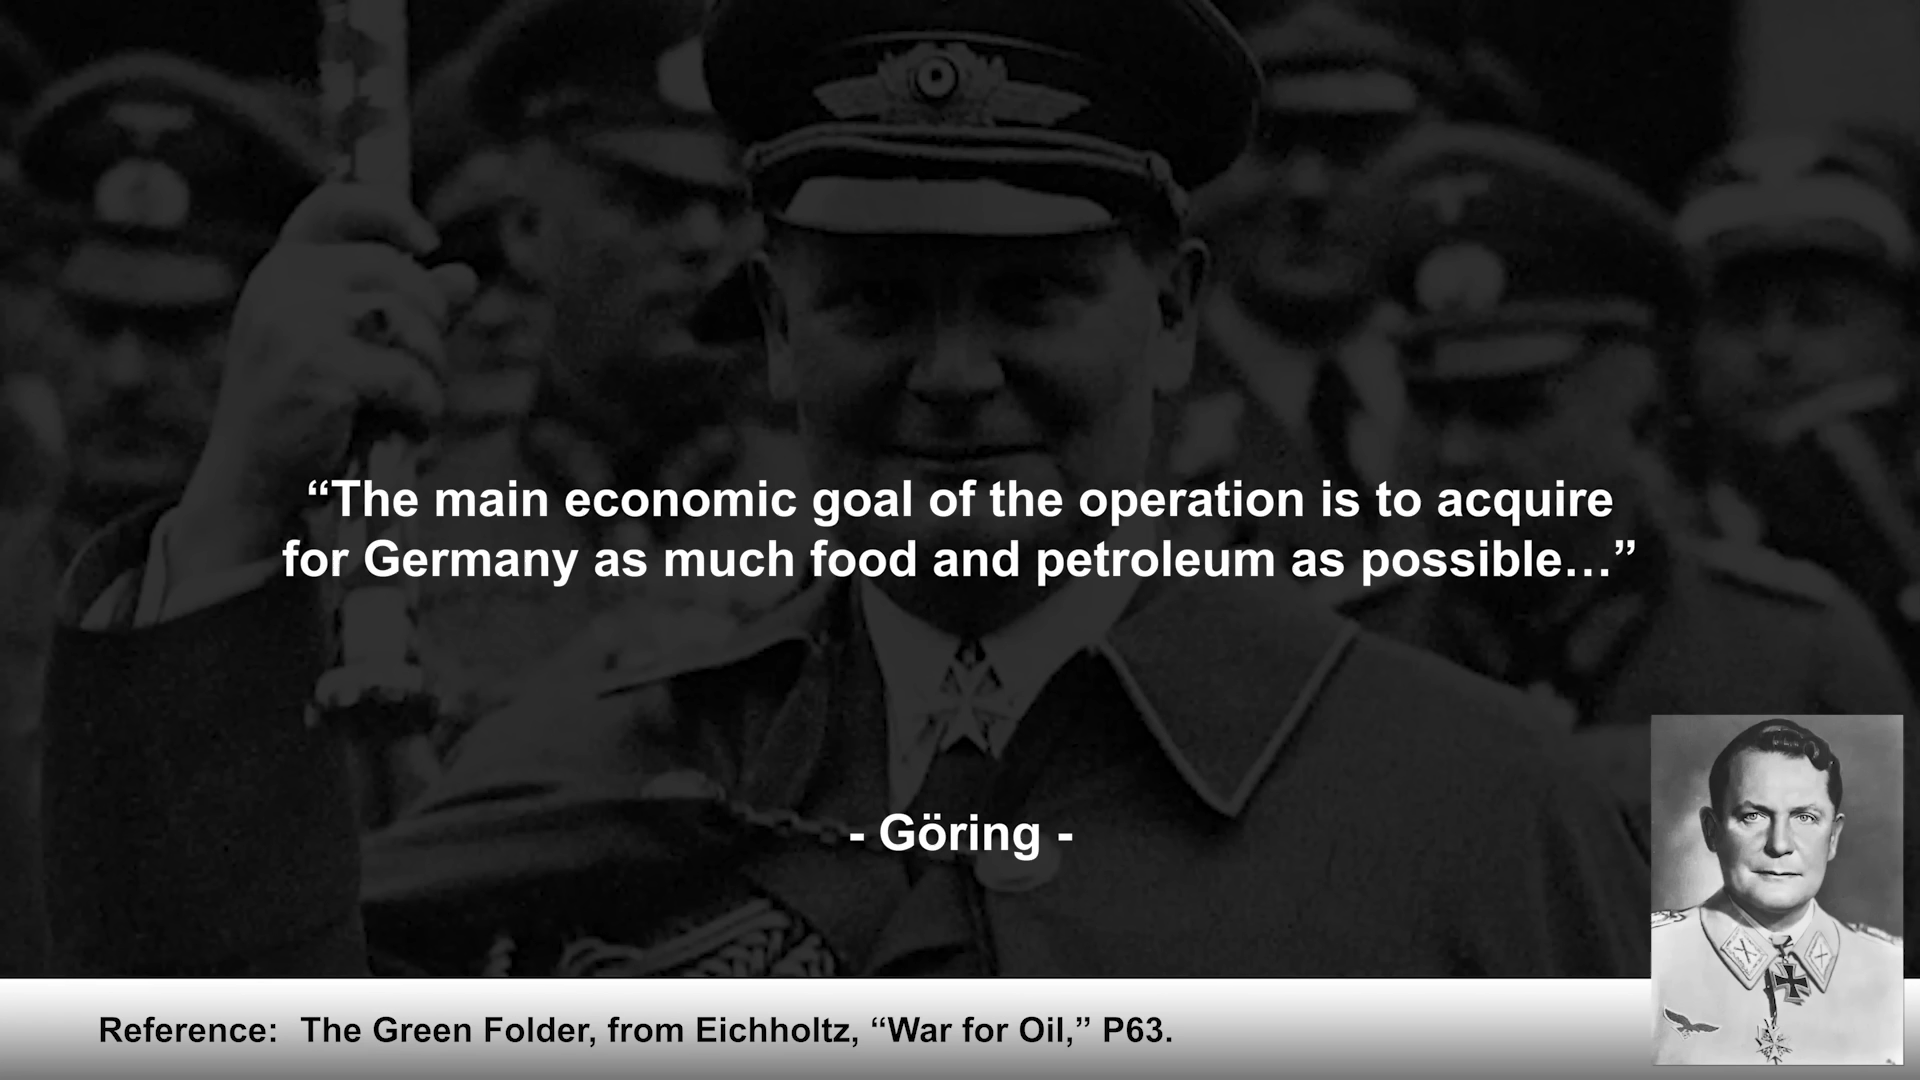 “The main economic goal of the operation is to acquire
for Germany as much food and petroleum as possible…”
- Göring -
Reference: The Green Folder, from Eichholtz, “War for Oil,” P63.